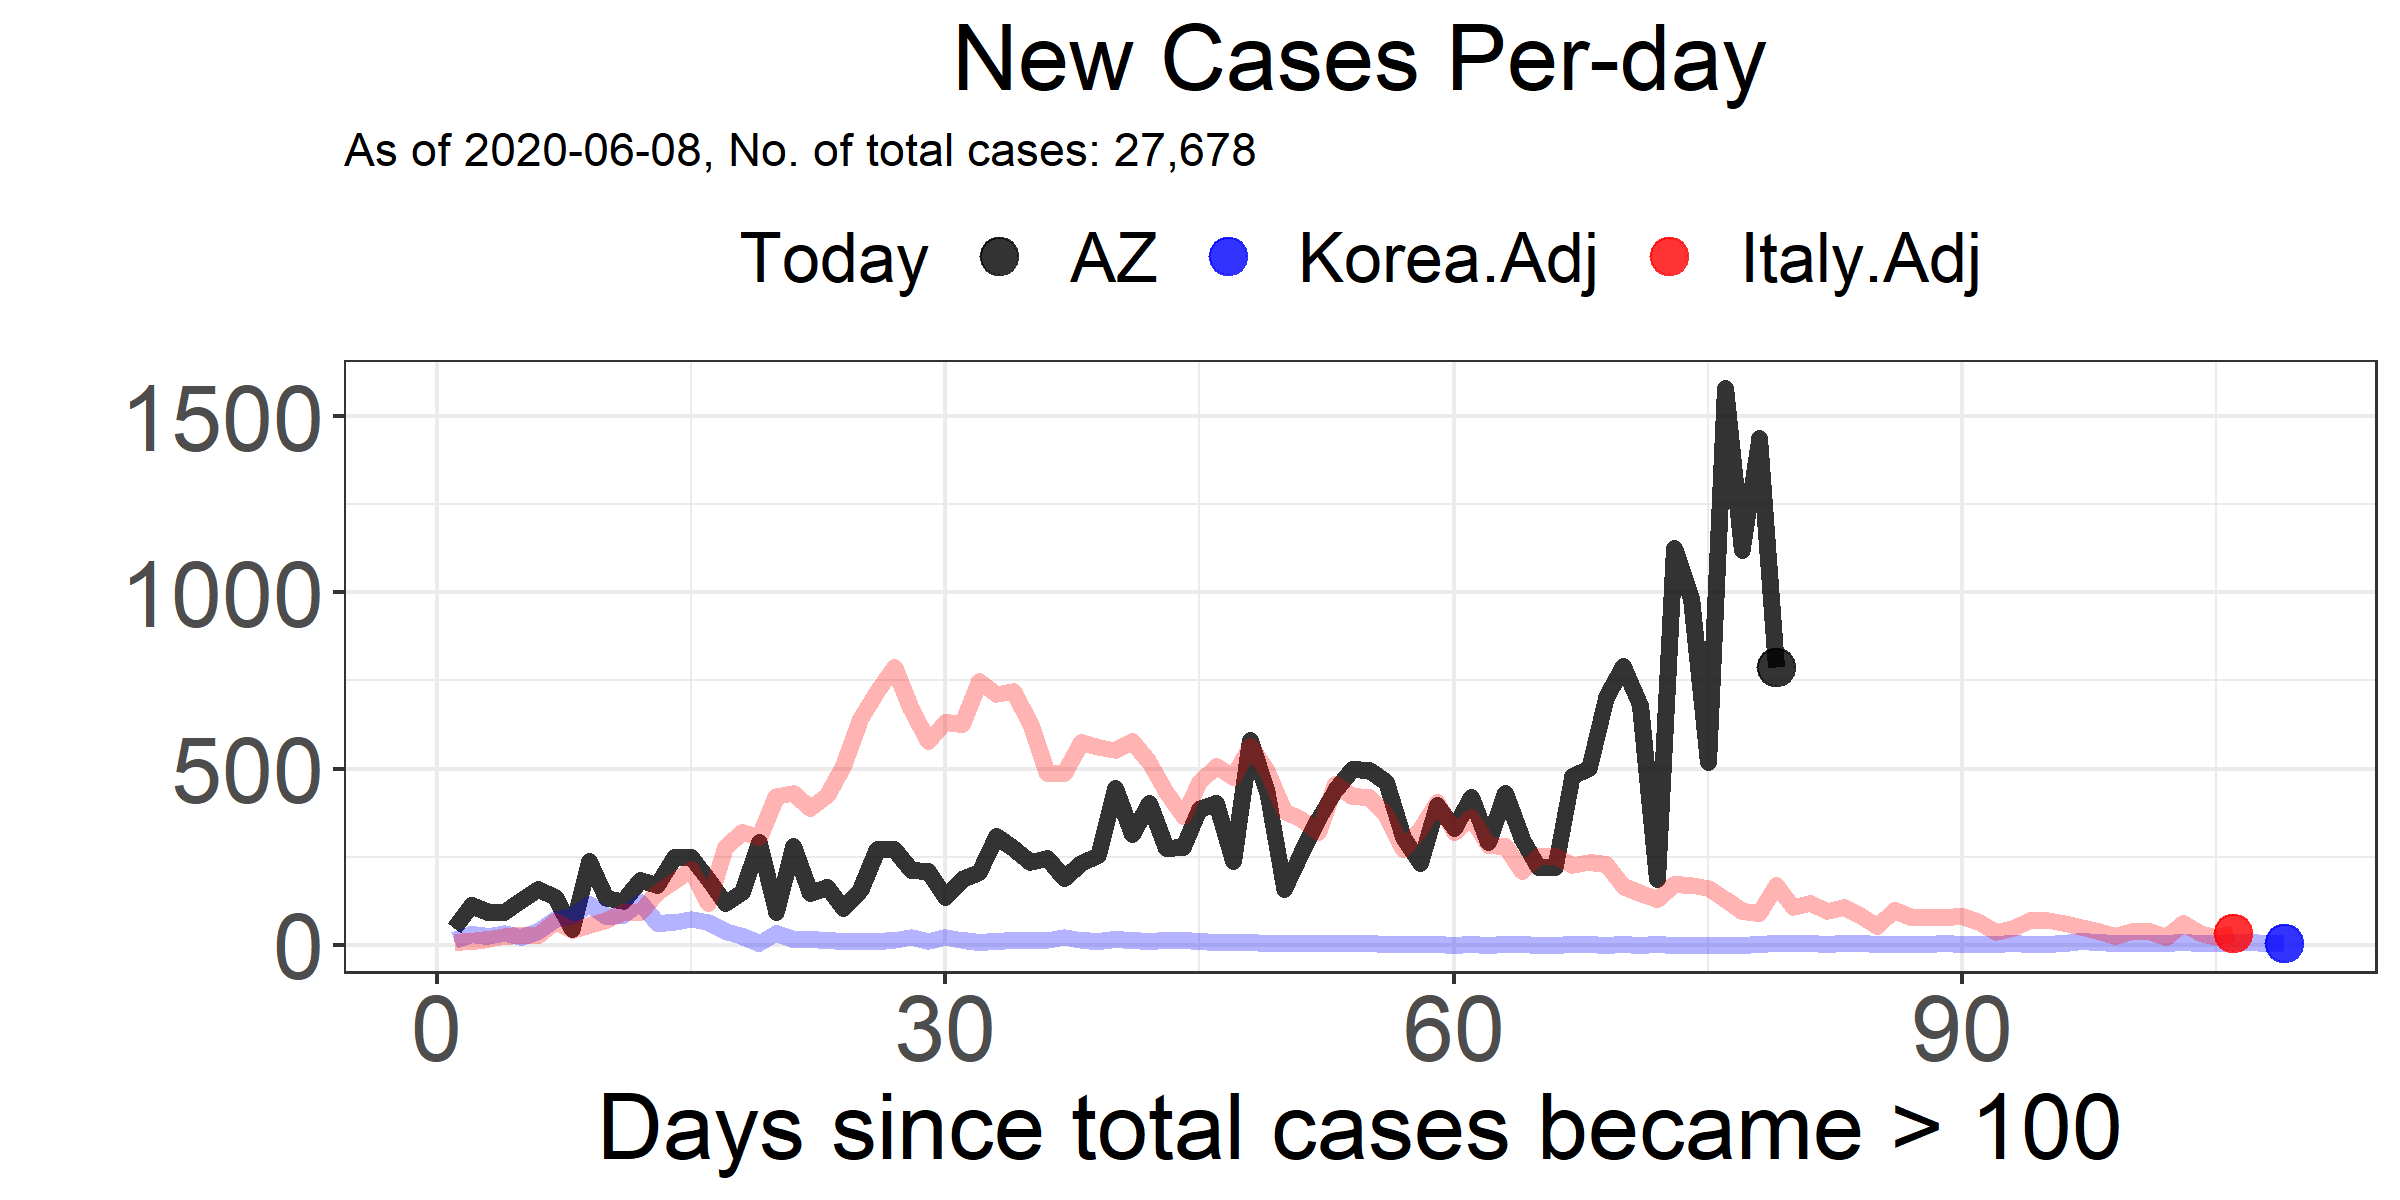 New Cases Per-day
As of 2020-06-08, No. of total cases: 27,678
Today AZ Korea.Adj Italy.Adj
1500
1000
500
0
0 30 60 90
Days since total cases became > 100